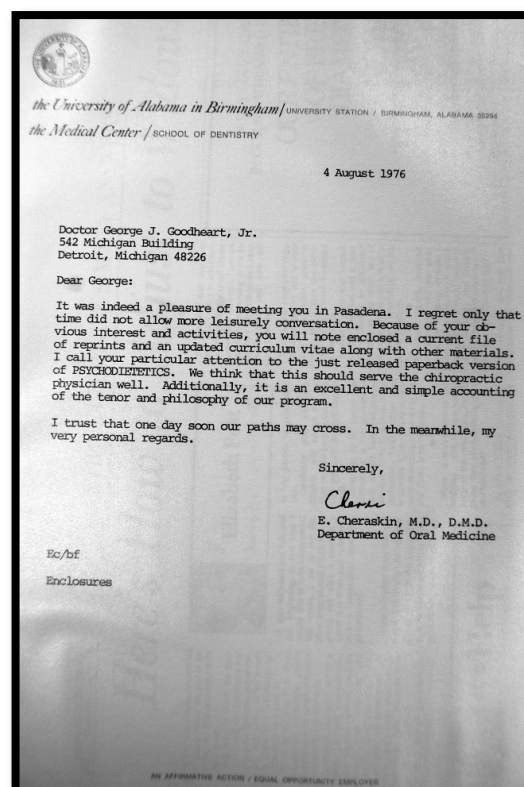 the University of Alabama in Birmingham / UNIVERSITY STATION / BIRMINGHAM, ALABAMA 35294
the Medical Center / SCHOOL OF DENTISTRY
4 August 1976
Doctor George J. Goodheart, Jr.
542 Michigan Building
Detroit, Michigan 48226
Dear George:
It was indeed a pleasure of meeting you in Pasadena. I regret only that
time did not allow more leisurely conversation. Because of your ob-
vious interest and activities, you will note enclosed a current file
of reprints and an updated curriculum vitae along with other materials.
I call your particular attention to the just released paperback version
of PSYCHODIETETICS. We think that this should serve the chiropractic
physician well. Additionally, it is an excellent and simple accounting
of the tenor and philosophy of our program.
I trust that one day soon our paths may cross. In the meanwhile, my
very personal regards.
Sincerely,
E. Cheraskin, M.D., D.M.D.
Department of Oral Medicine
Ec/bf
Enclosures
AN AFFIRMATIVE ACTION / EQUAL OPPORTUNITY EMPLOYER